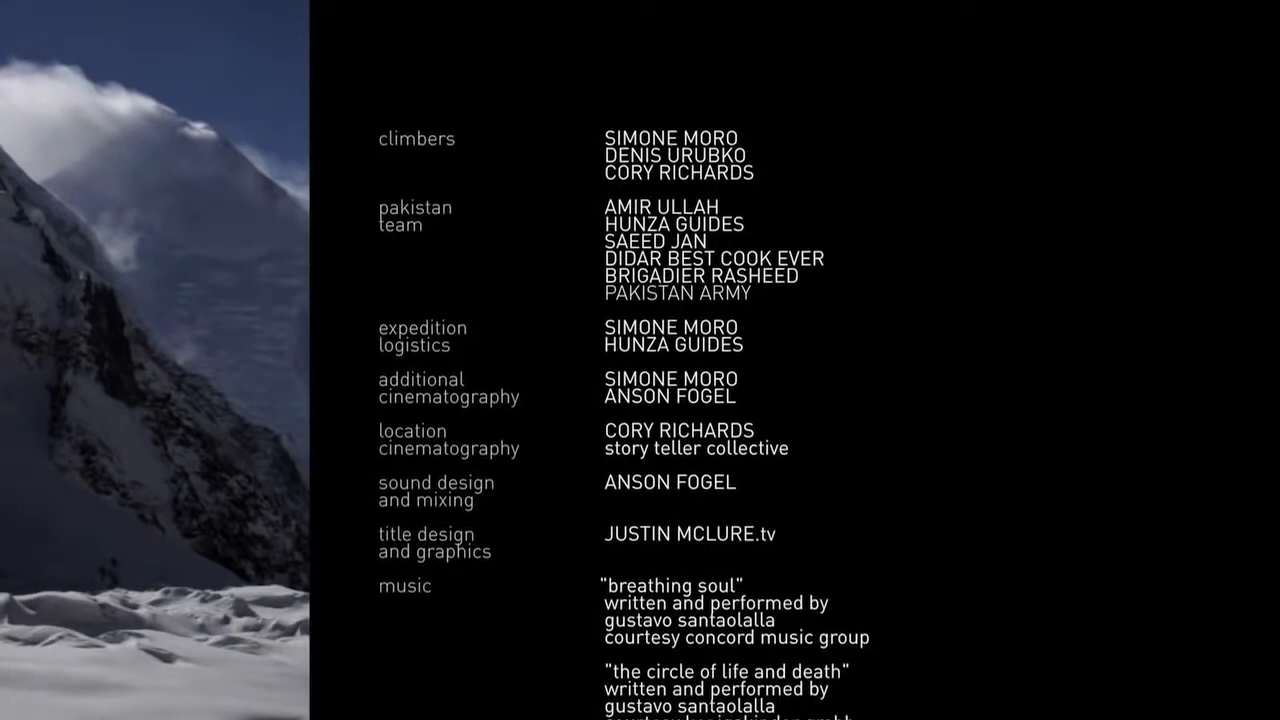 climbers SIMONE MORO
DENIS URUBKO
CORY RICHARDS
pakistan AMIR ULLAH
team HUNZA GUIDES
SAEED JAN
DIDAR BEST COOK EVER
BRIGADIER RASHEED
PAKISTAN ARMY
expedition SIMONE MORO
logistics HUNZA GUIDES
additional SIMONE MORO
cinematography ANSON FOGEL
location CORY RICHARDS
cinematography story teller collective
sound design ANSON FOGEL
and mixing
title design JUSTIN MCLURE.tv
and graphics
music "breathing soul"
written and performed by
gustavo santaolalla
courtesy concord music group
"the circle of life and death"
written and performed by
gustavo santaolalla